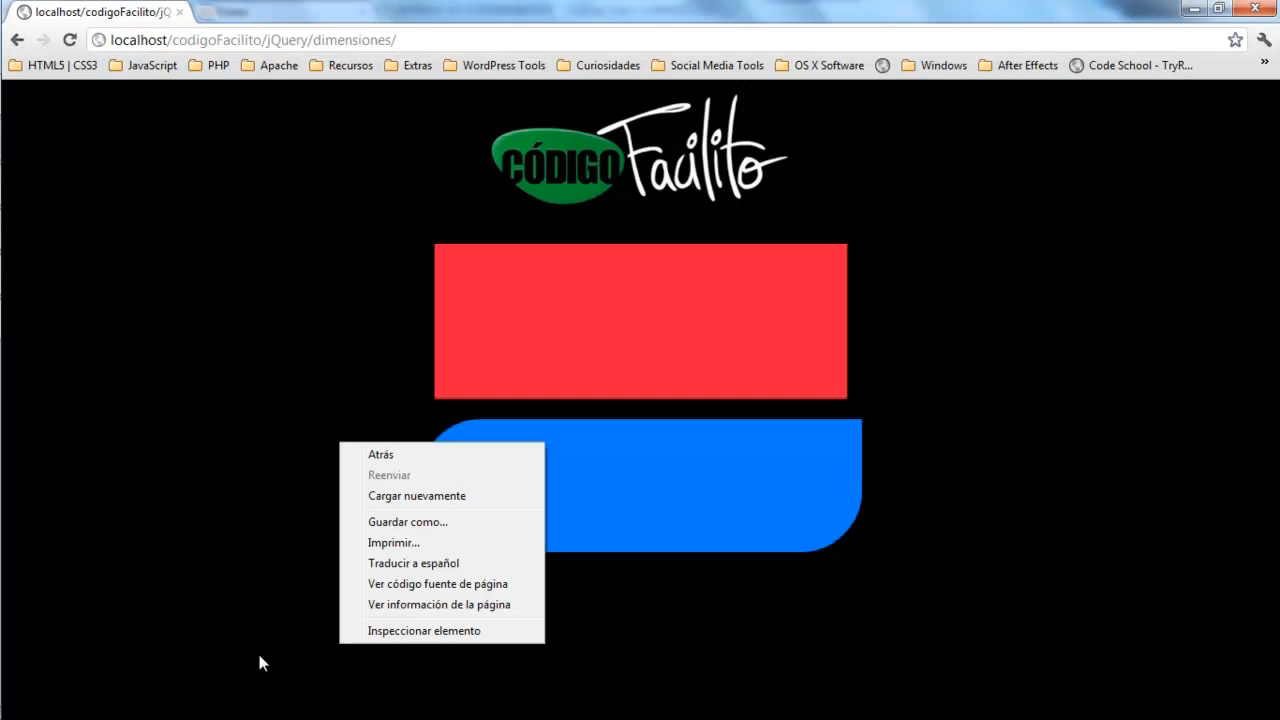 localhost/codigoFacilito/jQ
localhost/codigoFacilito/jQuery/dimensiones/
HTML5 | CSS3 JavaScript PHP Apache Recursos Extras WordPress Tools Curiosidades Social Media Tools OS X Software Windows After Effects Code School - TryR... »
CÓDIGO Facilito
Atrás
Reenviar
Cargar nuevamente
Guardar como...
Imprimir...
Traducir a español
Ver código fuente de página
Ver información de la página
Inspeccionar elemento